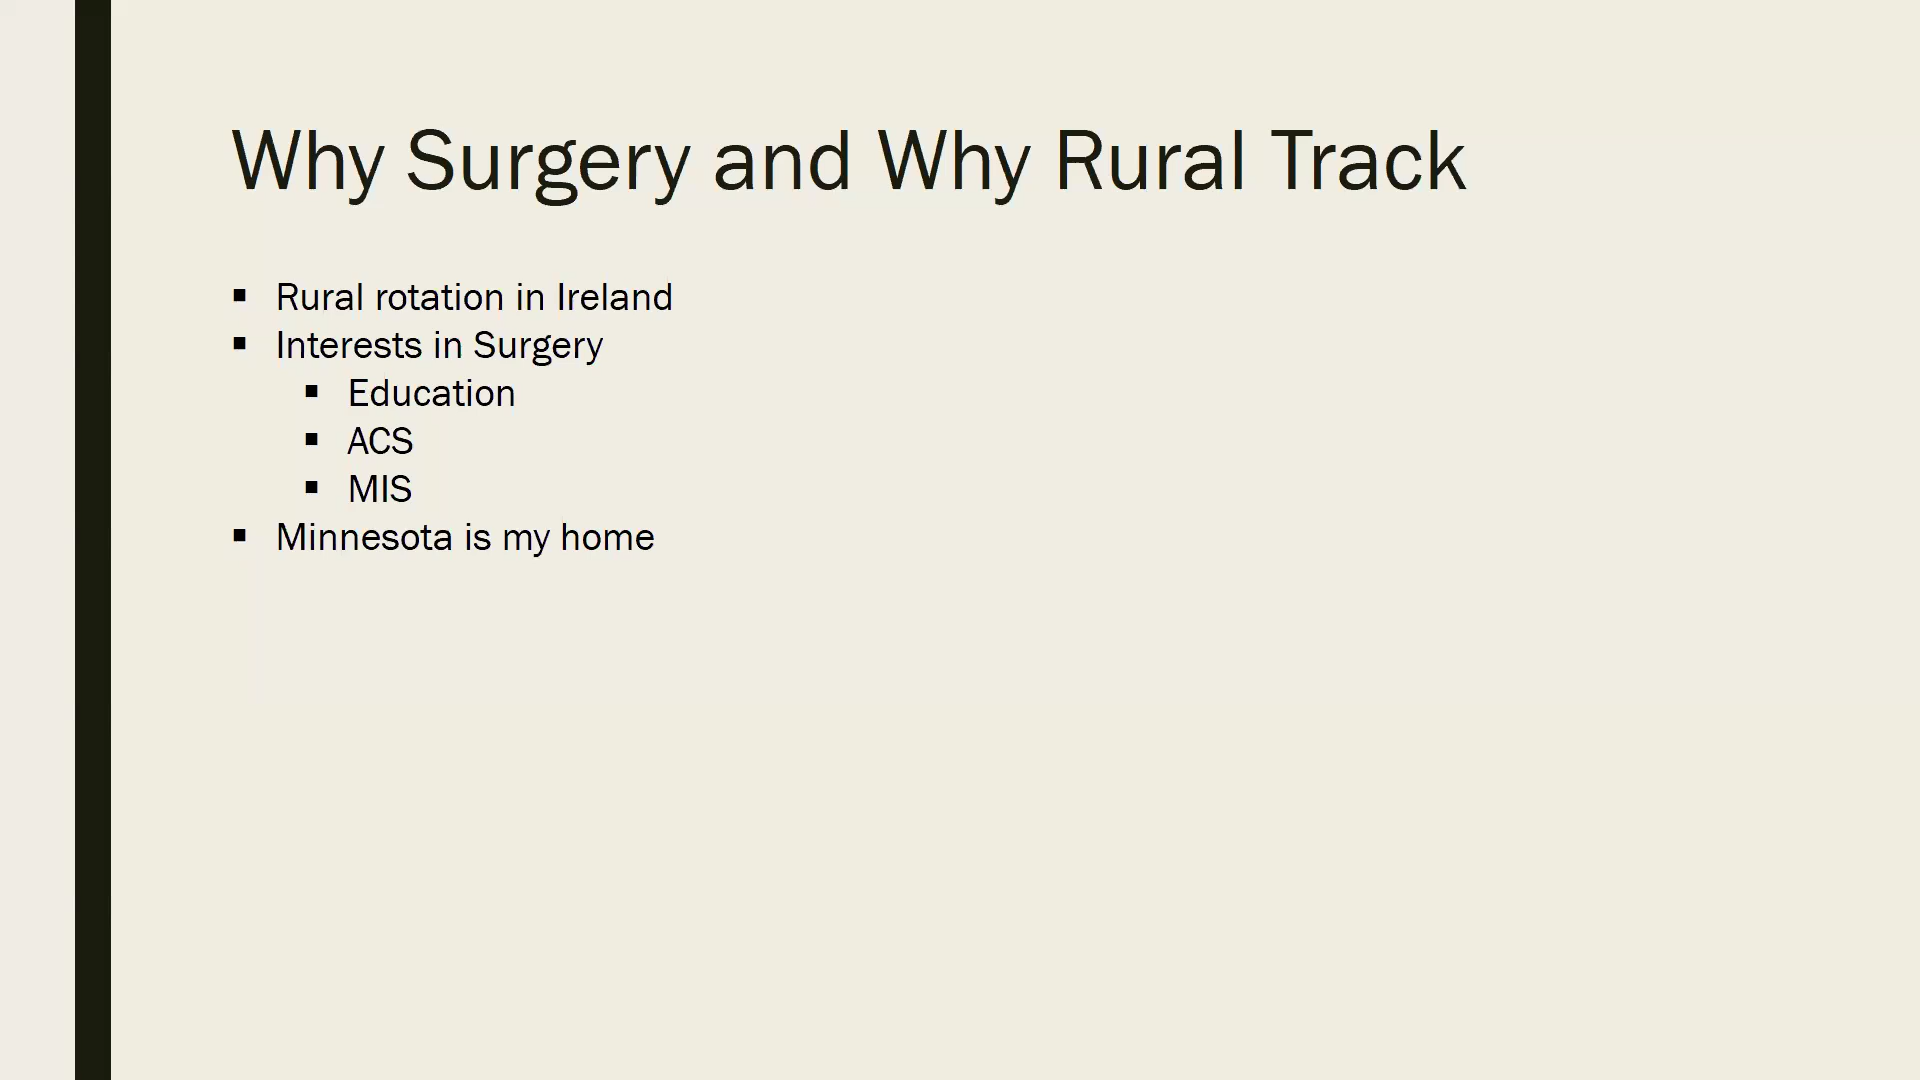 Why Surgery and Why Rural Track
▪ Rural rotation in Ireland
▪ Interests in Surgery
▪ Education
▪ ACS
▪ MIS
▪ Minnesota is my home